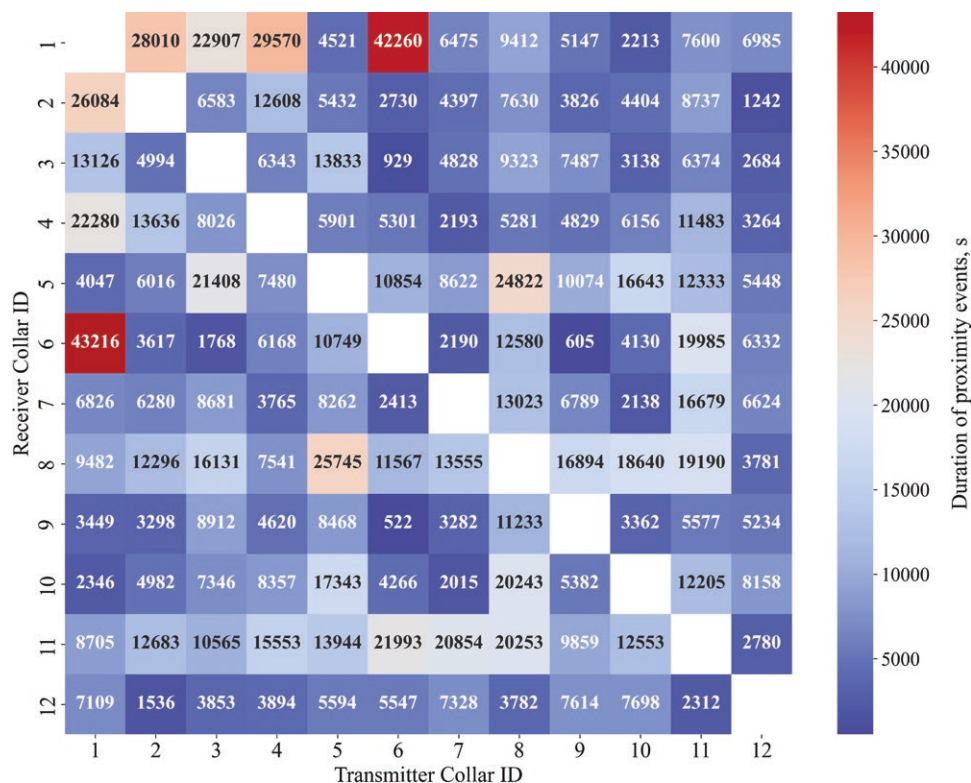 1 28010 22907 29570 4521 42260 6475 9412 5147 2213 7600 6985
2 26084 6583 12608 5432 2730 4397 7630 3826 4404 8737 1242
3 13126 4994 6343 13833 929 4828 9323 7487 3138 6374 2684
4 22280 13636 8026 5901 5301 2193 5281 4829 6156 11483 3264
5 4047 6016 21408 7480 10854 8622 24822 10074 16643 12333 5448
6 43216 3617 1768 6168 10749 2190 12580 605 4130 19985 6332
7 6826 6280 8681 3765 8262 2413 13023 6789 2138 16679 6624
8 9482 12296 16131 7541 25745 11567 13555 16894 18640 19190 3781
9 3449 3298 8912 4620 8468 522 3282 11233 3362 5577 5234
10 2346 4982 7346 8357 17343 4266 2015 20243 5382 12205 8158
11 8705 12683 10565 15553 13944 21993 20854 20253 9859 12553 2780
12 7109 1536 3853 3894 5594 5547 7328 3782 7614 7698 2312
1 2 3 4 5 6 7 8 9 10 11 12
Transmitter Collar ID
Receiver Collar ID
40000
35000
30000
25000
20000
15000
10000
5000
Duration of proximity events, s